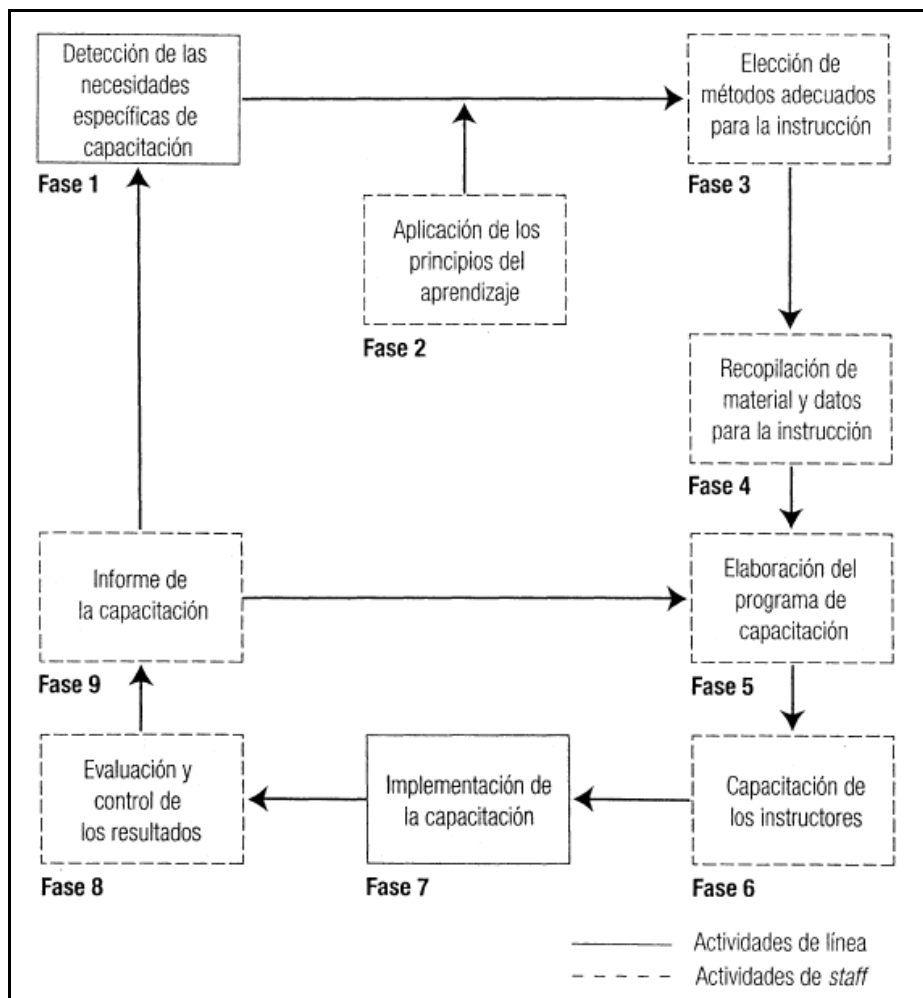 Detección de las
necesidades
específicas de
capacitación
Fase 1
Elección de
métodos adecuados
para la instrucción
Fase 3
Aplicación de los
principios del
aprendizaje
Fase 2
Recopilación de
material y datos
para la instrucción
Fase 4
Informe de
la capacitación
Fase 9
Elaboración del
programa de
capacitación
Fase 5
Evaluación y
control de
los resultados
Fase 8
Implementación de
la capacitación
Fase 7
Capacitación de
los instructores
Fase 6
Actividades de línea
Actividades de staff